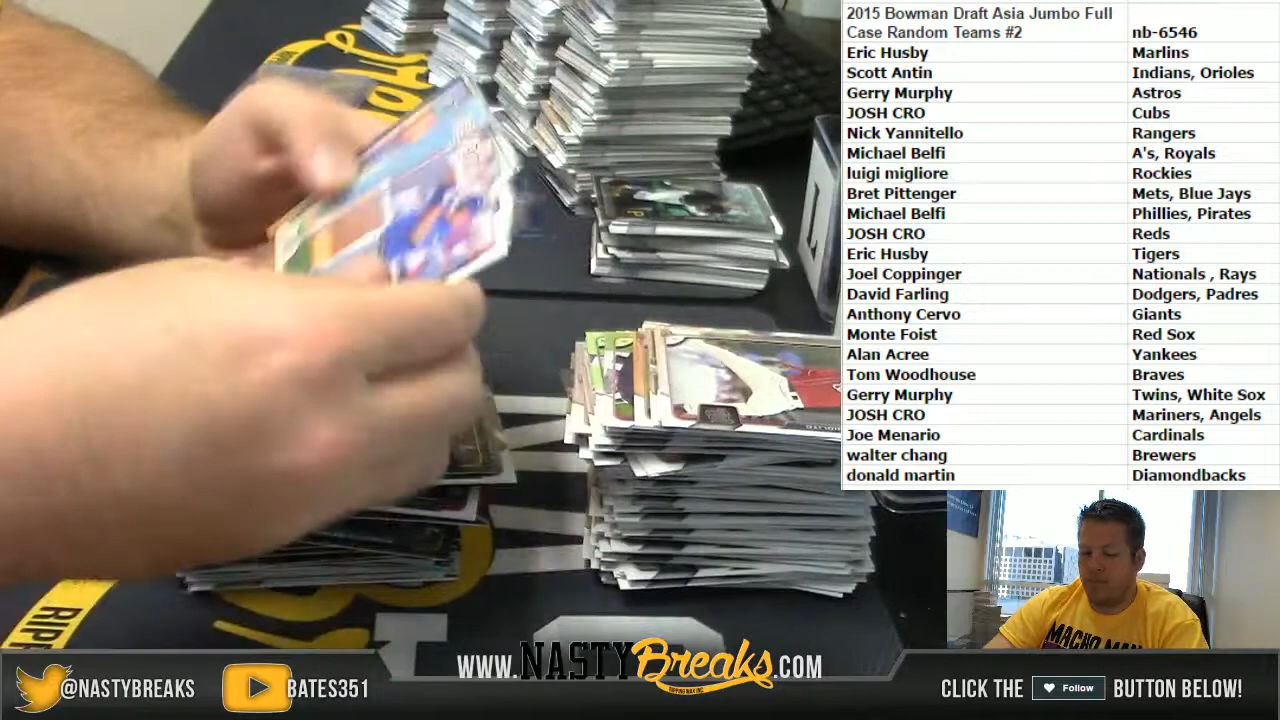 2015 Bowman Draft Asia Jumbo Full
Case Random Teams #2 nb-6546
Eric Husby Marlins
Scott Antin Indians, Orioles
Gerry Murphy Astros
JOSH CRO Cubs
Nick Yannitello Rangers
Michael Belfi A's, Royals
luigi migliore Rockies
Bret Pittenger Mets, Blue Jays
Michael Belfi Phillies, Pirates
JOSH CRO Reds
Eric Husby Tigers
Joel Coppinger Nationals , Rays
David Farling Dodgers, Padres
Anthony Cervo Giants
Monte Foist Red Sox
Alan Acree Yankees
Tom Woodhouse Braves
Gerry Murphy Twins, White Sox
JOSH CRO Mariners, Angels
Joe Menario Cardinals
walter chang Brewers
donald martin Diamondbacks
MACHO MAN
RIP
@NASTYBREAKS
BATES351
WWW.NASTYBreaks.COM
CLICK THE Follow BUTTON BELOW!